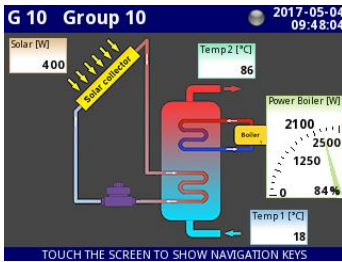 G 10 Group 10
2017-05-04
09:48:04
Solar [W]
400
Solar collector
Temp2 [°C]
86
Power Boiler [W]
2100
2500
1250
0
84%
Boiler
Temp1 [°C]
18
TOUCH THE SCREEN TO SHOW NAVIGATION KEYS